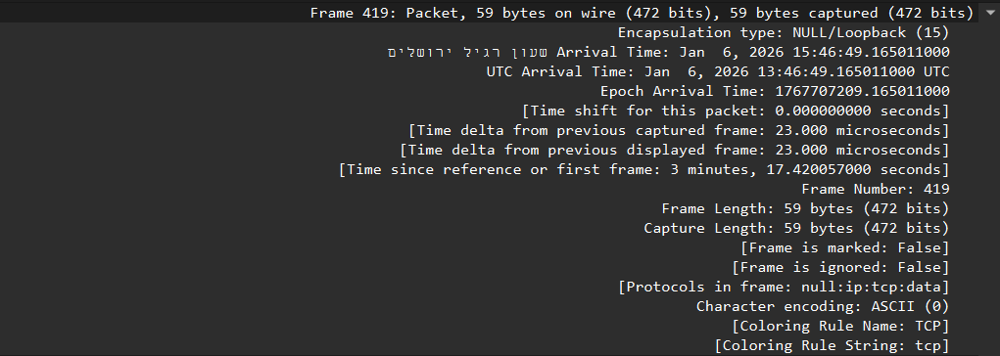 Frame 419: Packet, 59 bytes on wire (472 bits), 59 bytes captured (472 bits)
Encapsulation type: NULL/Loopback (15)
Arrival Time: Jan  6, 2026 15:46:49.165011000 שעון רגיל ירושלים
UTC Arrival Time: Jan  6, 2026 13:46:49.165011000 UTC
Epoch Arrival Time: 1767707209.165011000
[Time shift for this packet: 0.000000000 seconds]
[Time delta from previous captured frame: 23.000 microseconds]
[Time delta from previous displayed frame: 23.000 microseconds]
[Time since reference or first frame: 3 minutes, 17.420057000 seconds]
Frame Number: 419
Frame Length: 59 bytes (472 bits)
Capture Length: 59 bytes (472 bits)
[Frame is marked: False]
[Frame is ignored: False]
[Protocols in frame: null:ip:tcp:data]
Character encoding: ASCII (0)
[Coloring Rule Name: TCP]
[Coloring Rule String: tcp]